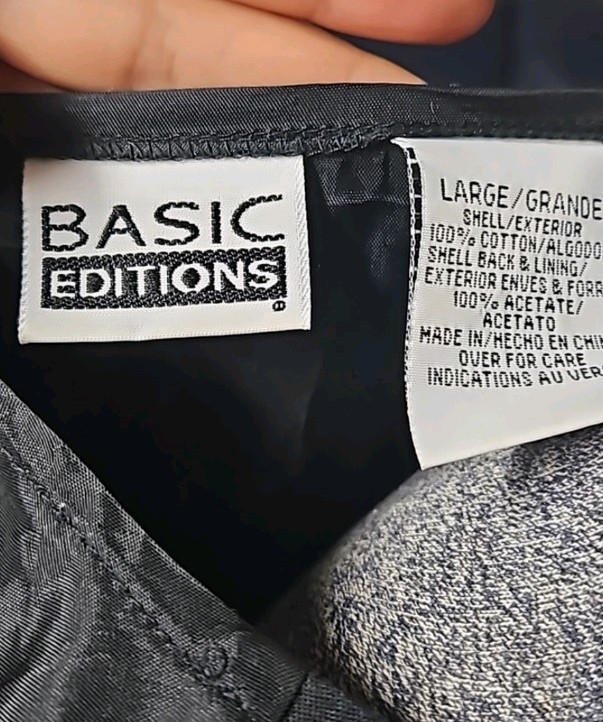 BASIC
EDITIONS
®
LARGE/GRANDE
SHELL/EXTERIOR
100% COTTON/ALGODO
SHELL BACK & LINING/
EXTERIOR ENVES & FORR
100% ACETATE/
ACETATO
MADE IN/HECHO EN CHIN
OVER FOR CARE
INDICATIONS AU VER